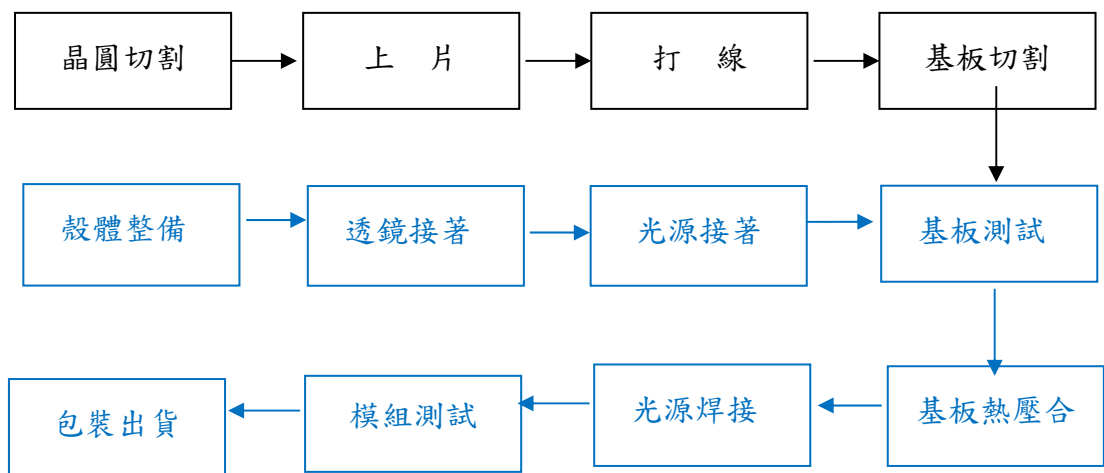 晶圓切割
上 片
打 線
基板切割
殼體整備
透鏡接著
光源接著
基板測試
包裝出貨
模組測試
光源焊接
基板熱壓合